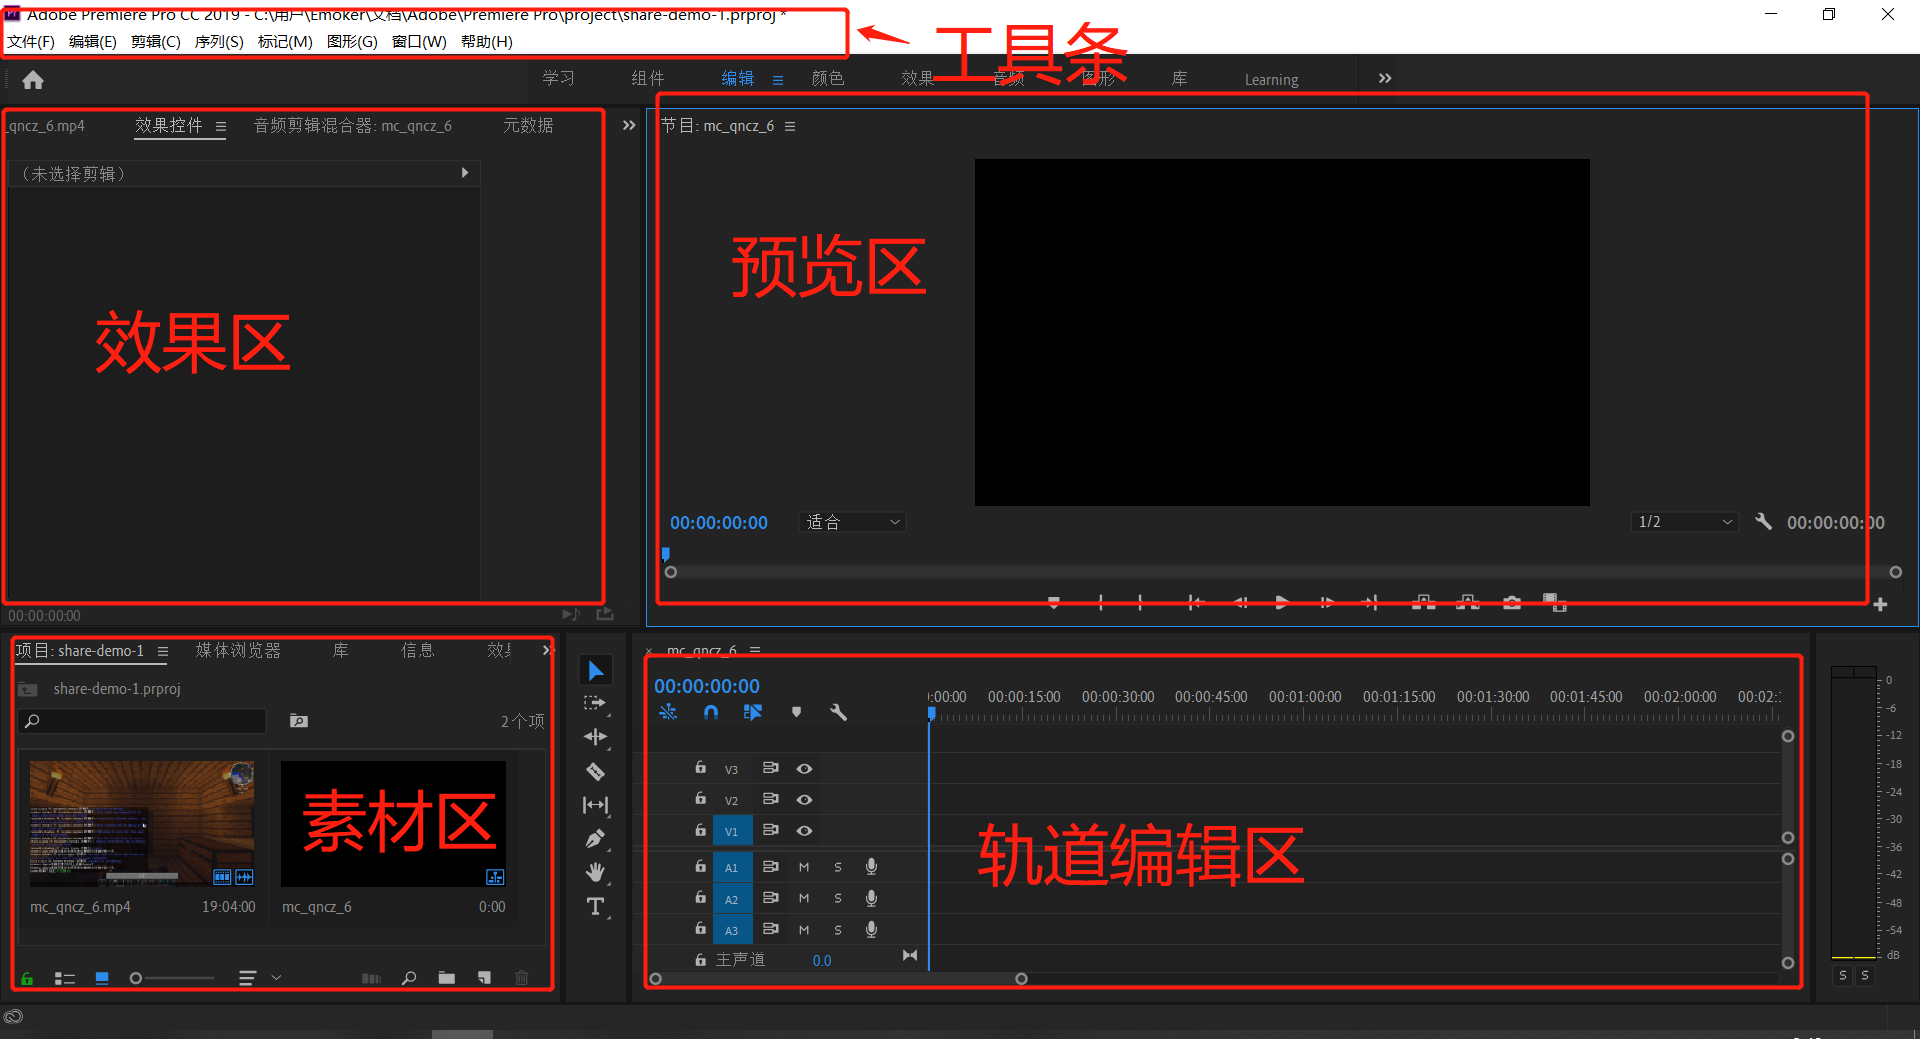 Adobe Premiere Pro CC 2019 - C:\用户\Emoker\文档\Adobe\Premiere Pro\project\share-demo-1.prproj *
文件(F) 编辑(E) 剪辑(C) 序列(S) 标记(M) 图形(G) 窗口(W) 帮助(H)
工具条
学习 组件 编辑 颜色 效果 音频 图形 库 Learning
_qncz_6.mp4 效果控件 音频剪辑混合器: mc_qncz_6 元数据
(未选择剪辑)
效果区
00:00:00:00
节目: mc_qncz_6
预览区
00:00:00:00 适合 1/2 00:00:00:00
项目: share-demo-1 媒体浏览器 库 信息 效果
share-demo-1.prproj
2个项
素材区
mc_qncz_6.mp4 19:04:00 mc_qncz_6 0:00
T
× mc_qncz_6
00:00:00:00
:00:00 00:00:15:00 00:00:30:00 00:00:45:00 00:01:00:00 00:01:15:00 00:01:30:00 00:01:45:00 00:02:00:00 00:02:
V3
V2
V1
A1 M S
A2 M S
A3 M S
主声道 0.0
轨道编辑区
0
-6
-12
-18
-24
-30
-36
-42
-48
-54
dB
S S